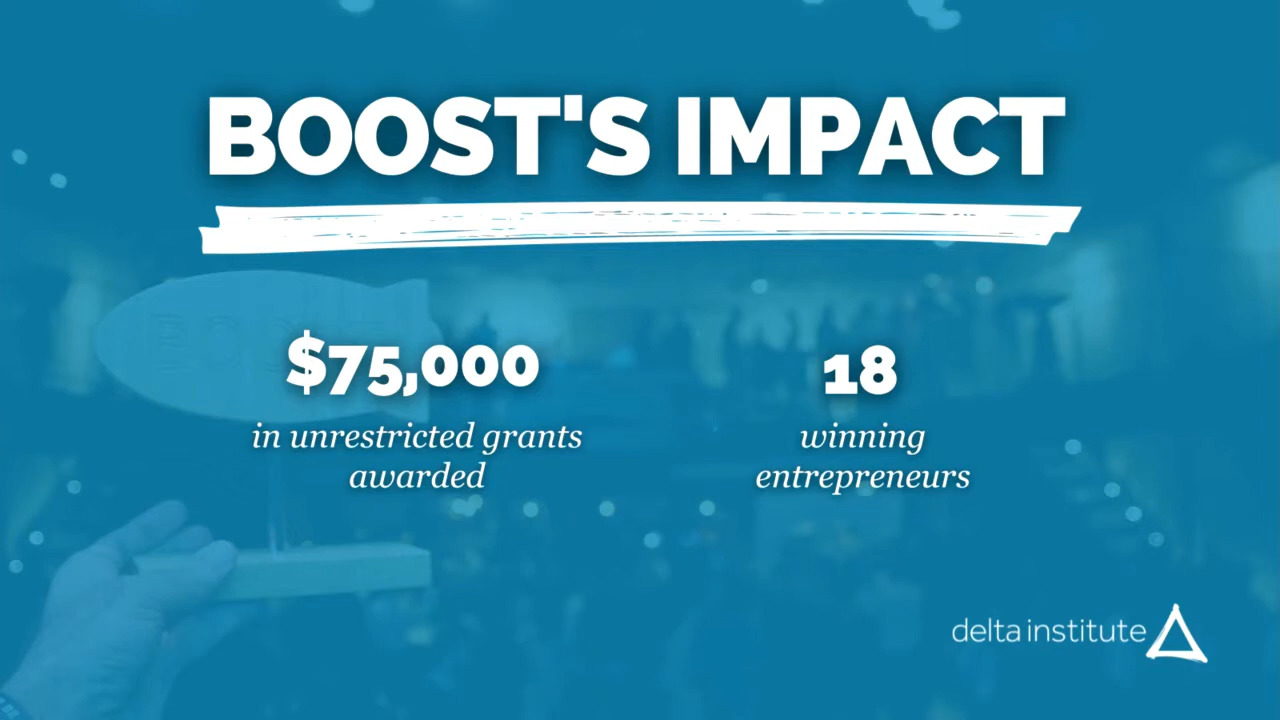 BOOST'S IMPACT
$75,000
in unrestricted grants
awarded
18
winning
entrepreneurs
delta institute